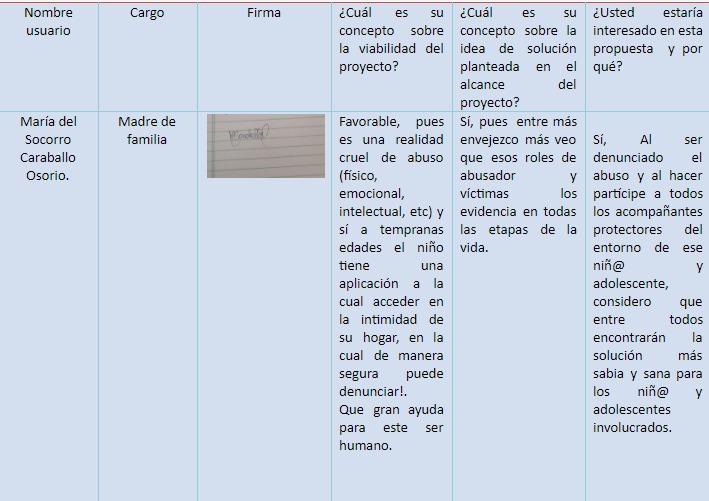 Nombre
usuario
Cargo
Firma
¿Cuál es su
concepto sobre
la viabilidad del
proyecto?
¿Cuál es su
concepto sobre la
idea de solución
planteada en el
alcance del
proyecto?
¿Usted estaría
interesado en esta
propuesta y por
qué?
María del
Socorro
Caraballo
Osorio.
Madre de
familia
Favorable, pues
es una realidad
cruel de abuso
(físico,
emocional,
intelectual, etc) y
sí a tempranas
edades el niño
tiene una
aplicación a la
cual acceder en
la intimidad de
su hogar, en la
cual de manera
segura puede
denunciar!.
Que gran ayuda
para este ser
humano.
Sí, pues entre más
envejezco más veo
que esos roles de
abusador y
víctimas los
evidencia en todas
las etapas de la
vida.
Sí, Al ser
denunciado el
abuso y al hacer
partícipe a todos
los acompañantes
protectores del
entorno de ese
niñ@ y
adolescente,
considero que
entre todos
encontrarán la
solución más
sabia y sana para
los niñ@ y
adolescentes
involucrados.